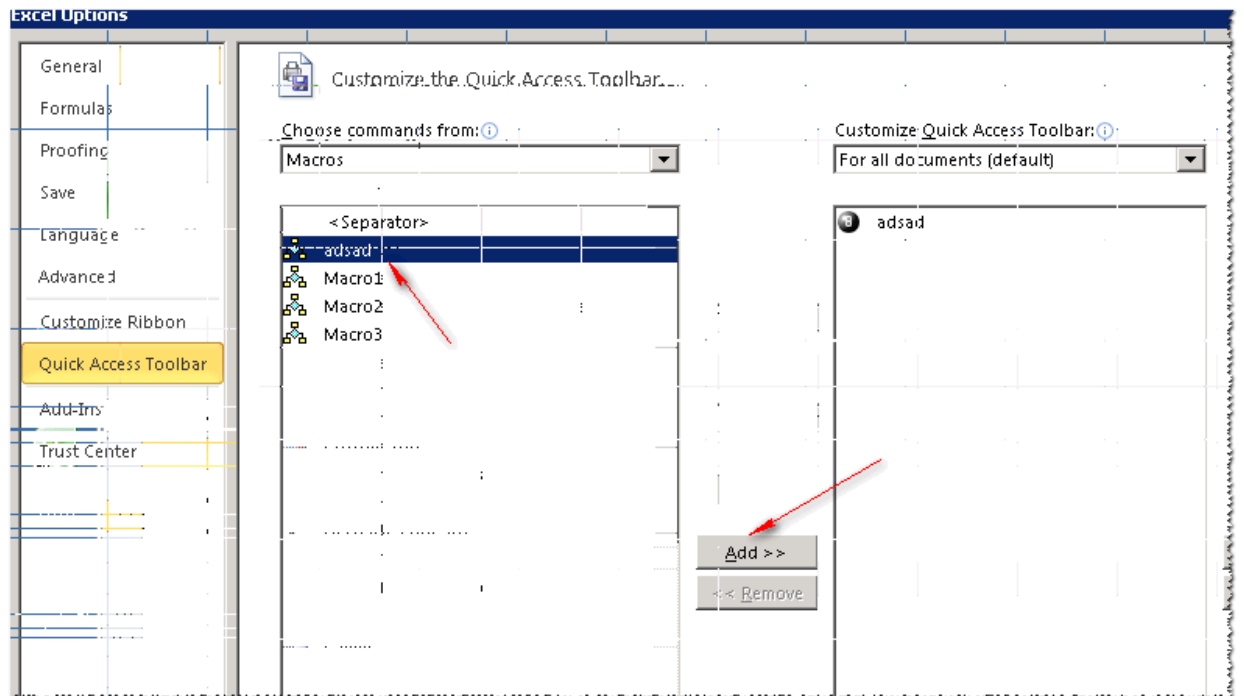 Excel Options
General
Formulas
Proofing
Save
Language
Advanced
Customize Ribbon
Quick Access Toolbar
Add-Ins
Trust Center
Customize the Quick Access Toolbar.
Choose commands from:
Macros
<Separator>
adsad
Macro1
Macro2
Macro3
Add >>
<< Remove
Customize Quick Access Toolbar:
For all documents (default)
adsad